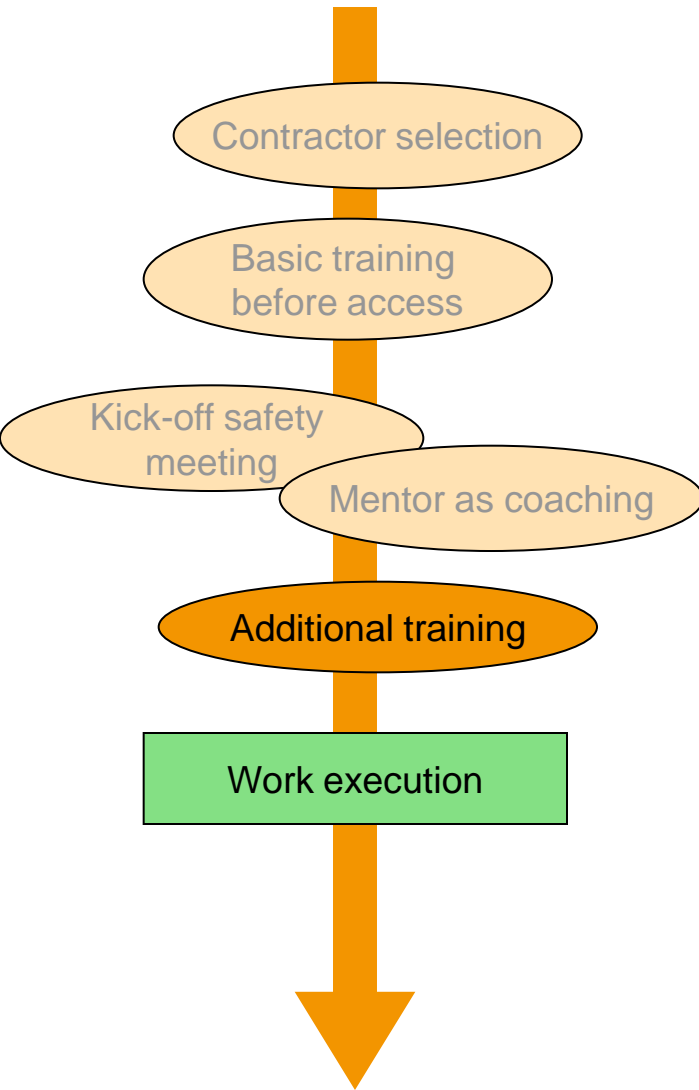 Contractor selection
Basic training
before access
Kick-off safety
meeting
Mentor as coaching
Additional training
Work execution